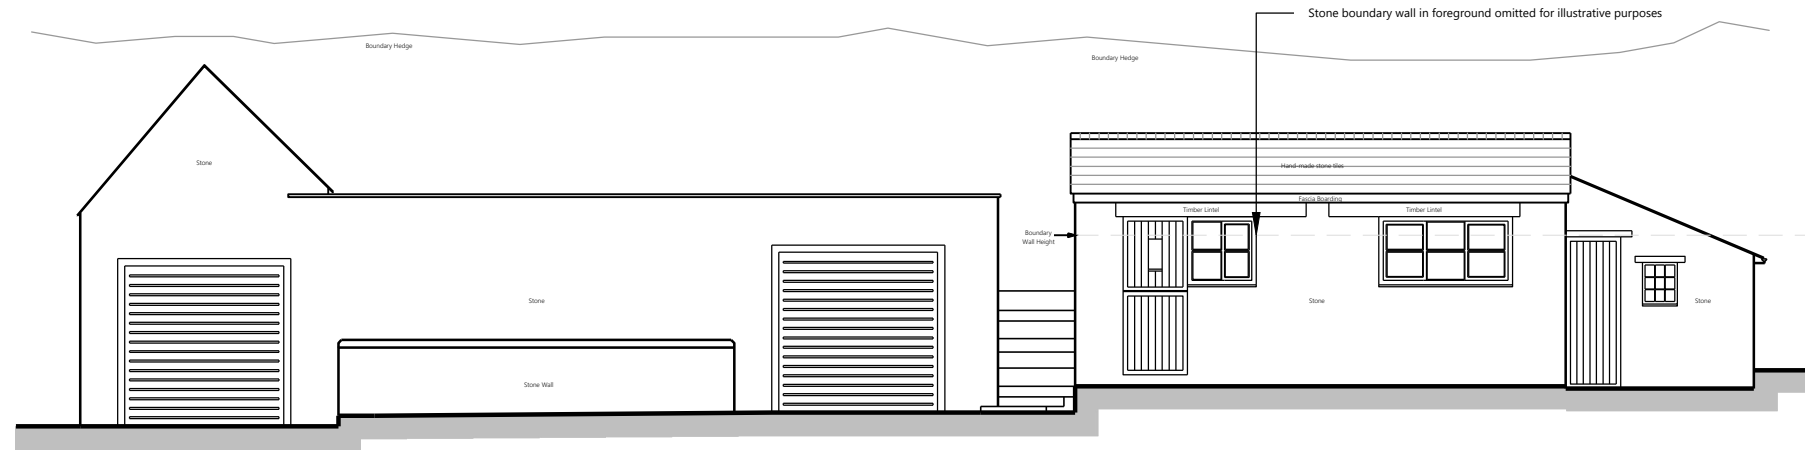 Stone boundary wall in foreground omitted for illustrative purposes
Boundary Hedge
Boundary Hedge
Stone
Hand-made stone tiles
Fascia Boarding
Timber Lintel
Timber Lintel
Boundary
Wall Height
Stone
Stone
Stone
Stone Wall